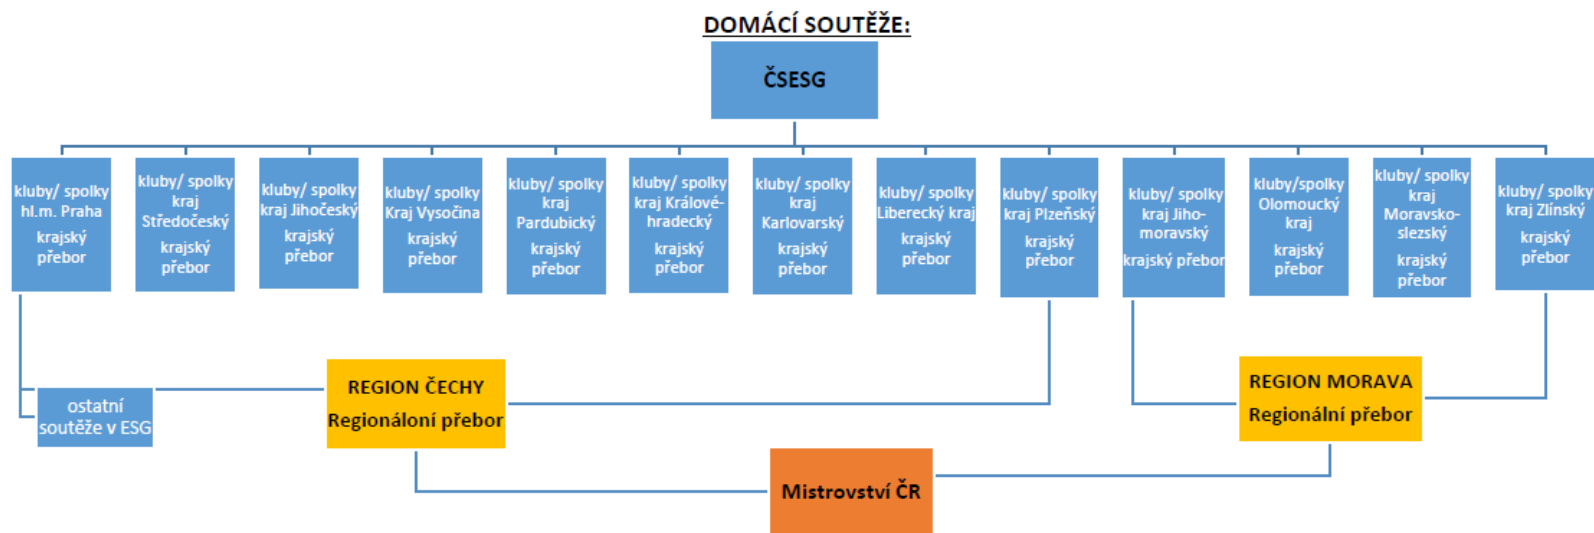 DOMÁCÍ SOUTĚŽE:
ČSESG
kluby/ spolky
hl.m. Praha
krajský
přebor
kluby/ spolky
kraj
Středočeský
krajský
přebor
kluby/ spolky
kraj Jihočeský
krajský
přebor
kluby/ spolky
Kraj Vysočina
krajský
přebor
kluby/ spolky
kraj
Pardubický
krajský
přebor
kluby/ spolky
kraj Králové-
hradecký
krajský
přebor
kluby/ spolky
kraj
Karlovarský
krajský
přebor
kluby/ spolky
Liberecký kraj
krajský
přebor
kluby/ spolky
kraj Plzeňský
krajský
přebor
kluby/ spolky
kraj Jiho-
moravský
krajský přebor
kluby/spolky
Olomoucký
kraj
krajský
přebor
kluby/ spolky
kraj
Moravsko-
slezský
krajský
přebor
kluby/ spolky
kraj Zlínský
krajský
přebor
ostatní
soutěže v ESG
REGION ČECHY
Regionáloní přebor
REGION MORAVA
Regionální přebor
Mistrovství ČR